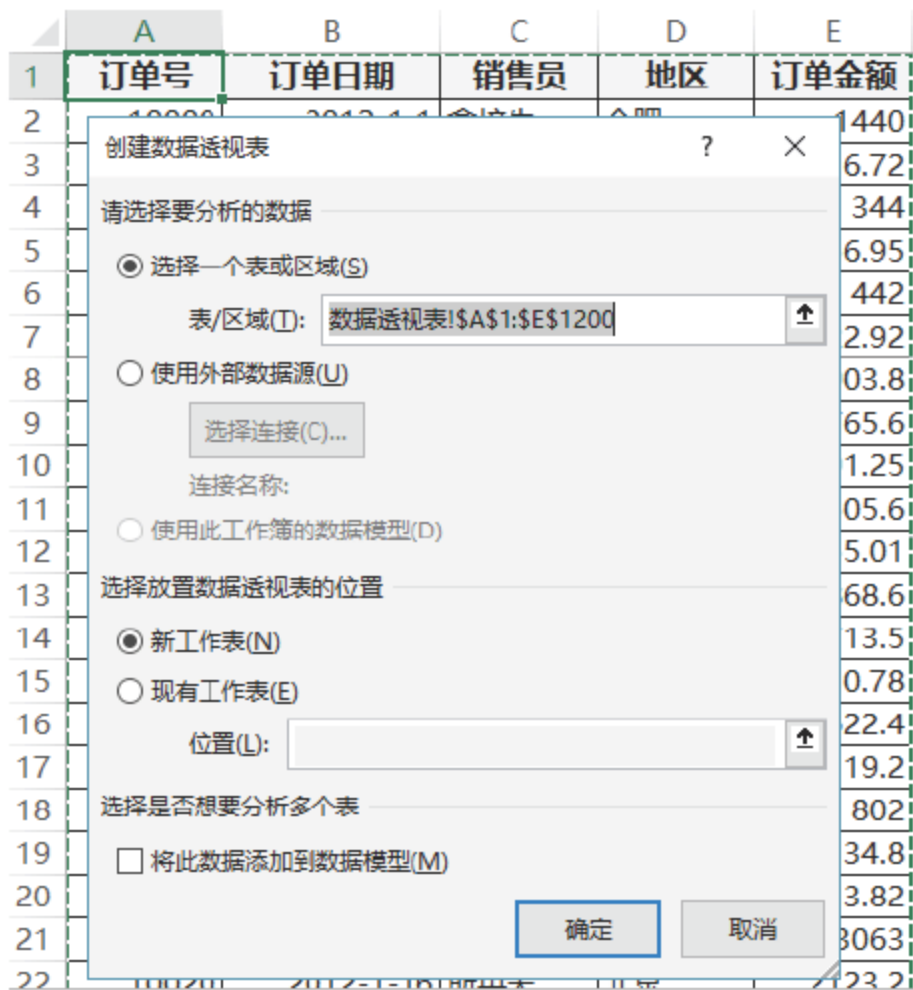 A B C D E
1 订单号 订单日期 销售员 地区 订单金额
2 1440
创建数据透视表 ? ×
3 6.72
请选择要分析的数据
4 344
选择一个表或区域(S)
5 6.95
表/区域(T): 数据透视表!$A$1:$E$1200
6 442
7 2.92
使用外部数据源(U)
8 03.8
选择连接(C)...
9 65.6
10 1.25
连接名称:
11 05.6
使用此工作簿的数据模型(D)
12 5.01
选择放置数据透视表的位置
13 68.6
新工作表(N)
14 13.5
现有工作表(E)
15 0.78
16 22.4
位置(L):
17 19.2
选择是否想要分析多个表
18 802
将此数据添加到数据模型(M)
19 34.8
20 3.82
确定 取消
21 3063
22 10020 2012-1-16 2123.2